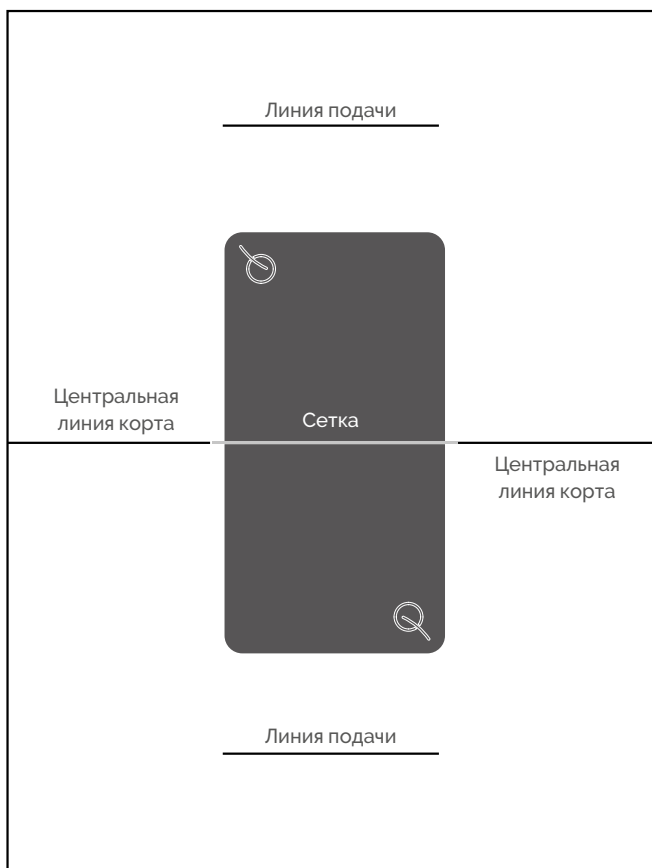 Линия подачи
Центральная
линия корта
Сетка
Центральная
линия корта
Линия подачи